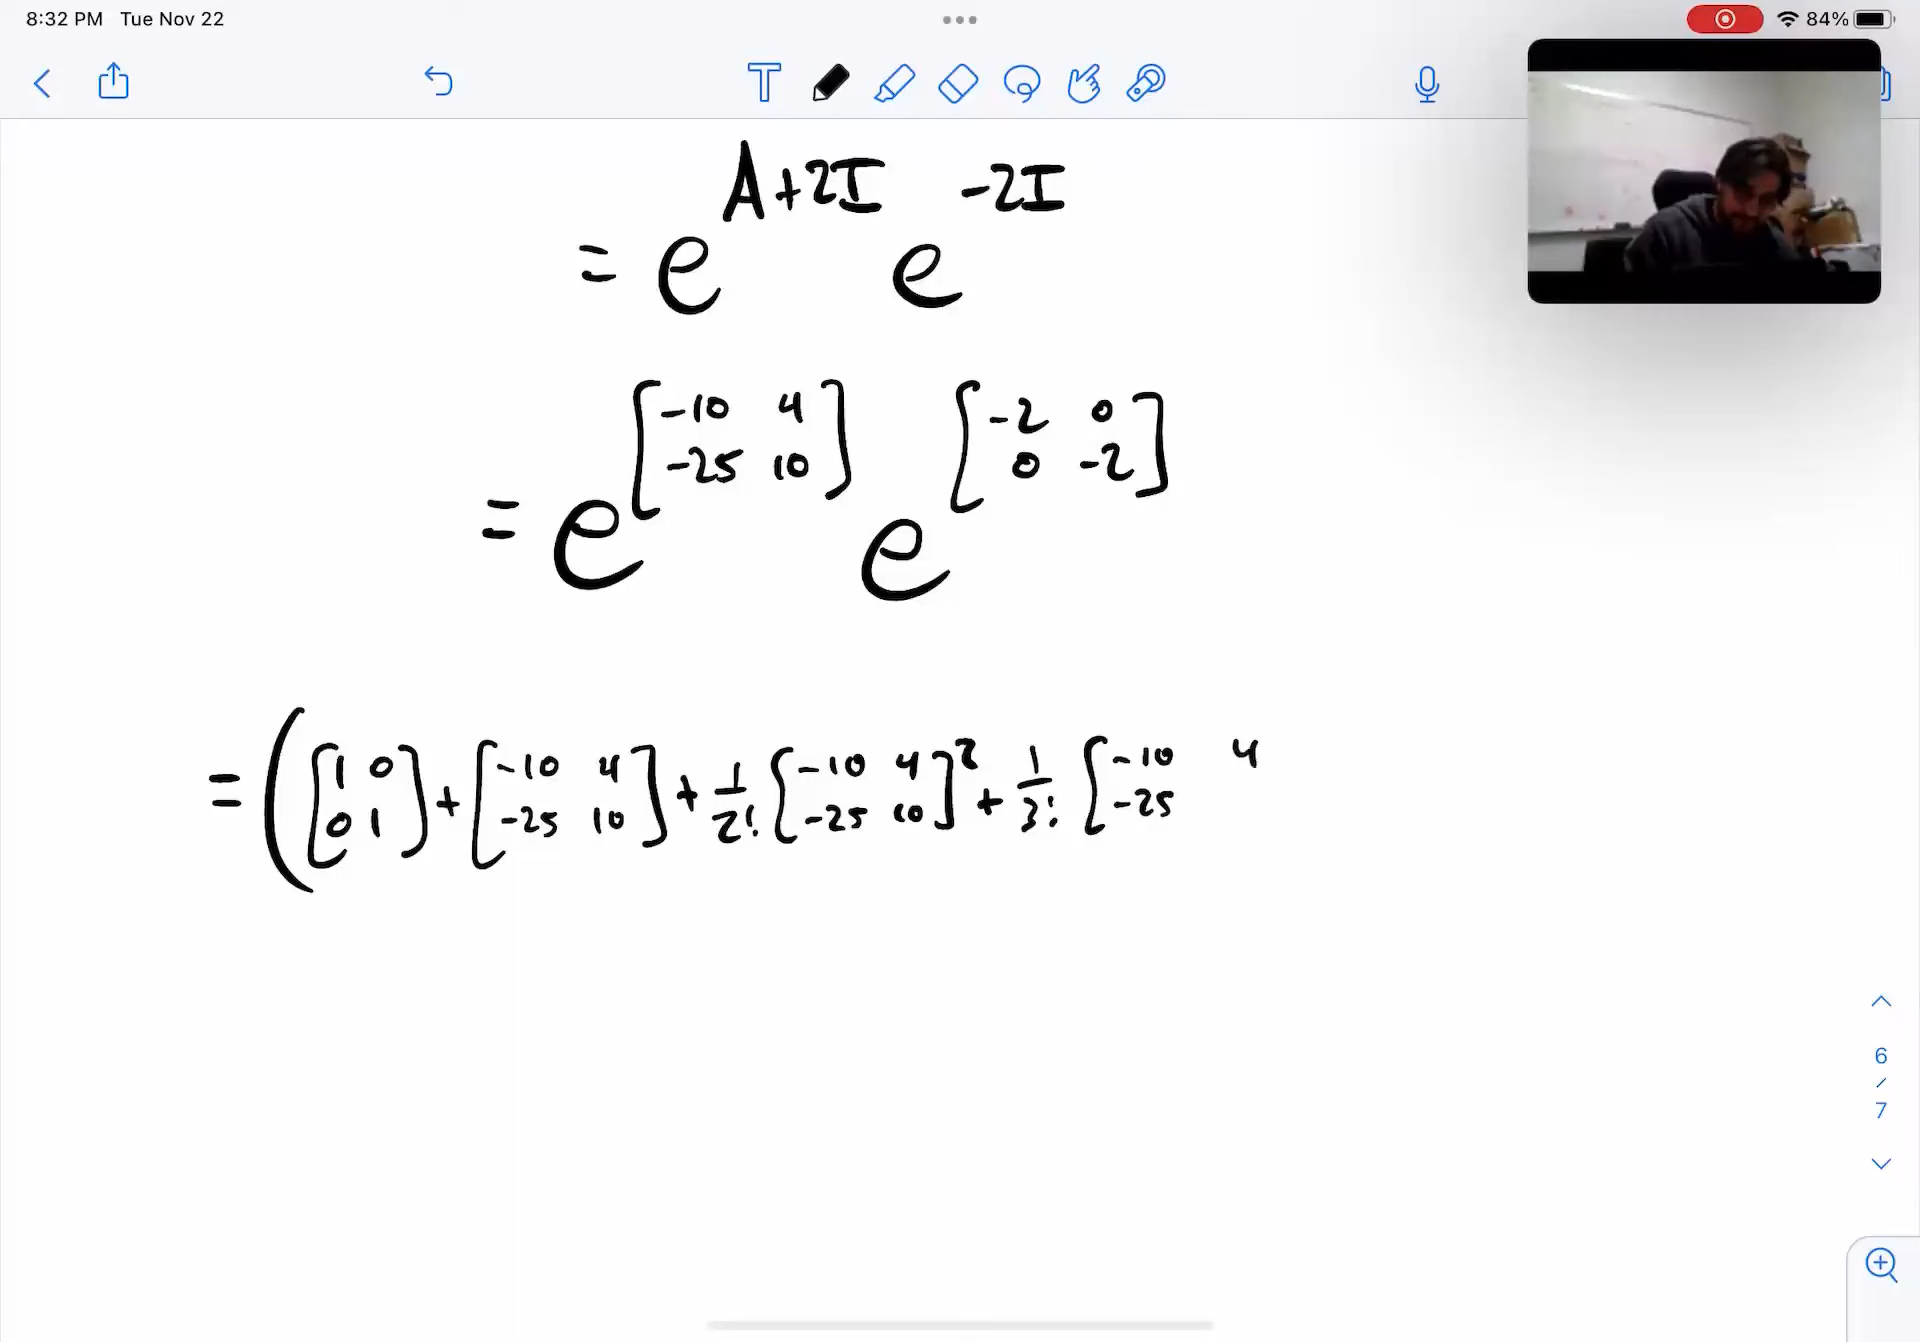 8:32 PM Tue Nov 22 84%
T
= e^{A+2I} e^{-2I}
= e^{[-10 4; -25 10]} e^{[-2 0; 0 -2]}
= ([1 0; 0 1] + [-10 4; -25 10] + 1/2! [-10 4; -25 10]^2 + 1/3! [-10 4; -25
6
/
7